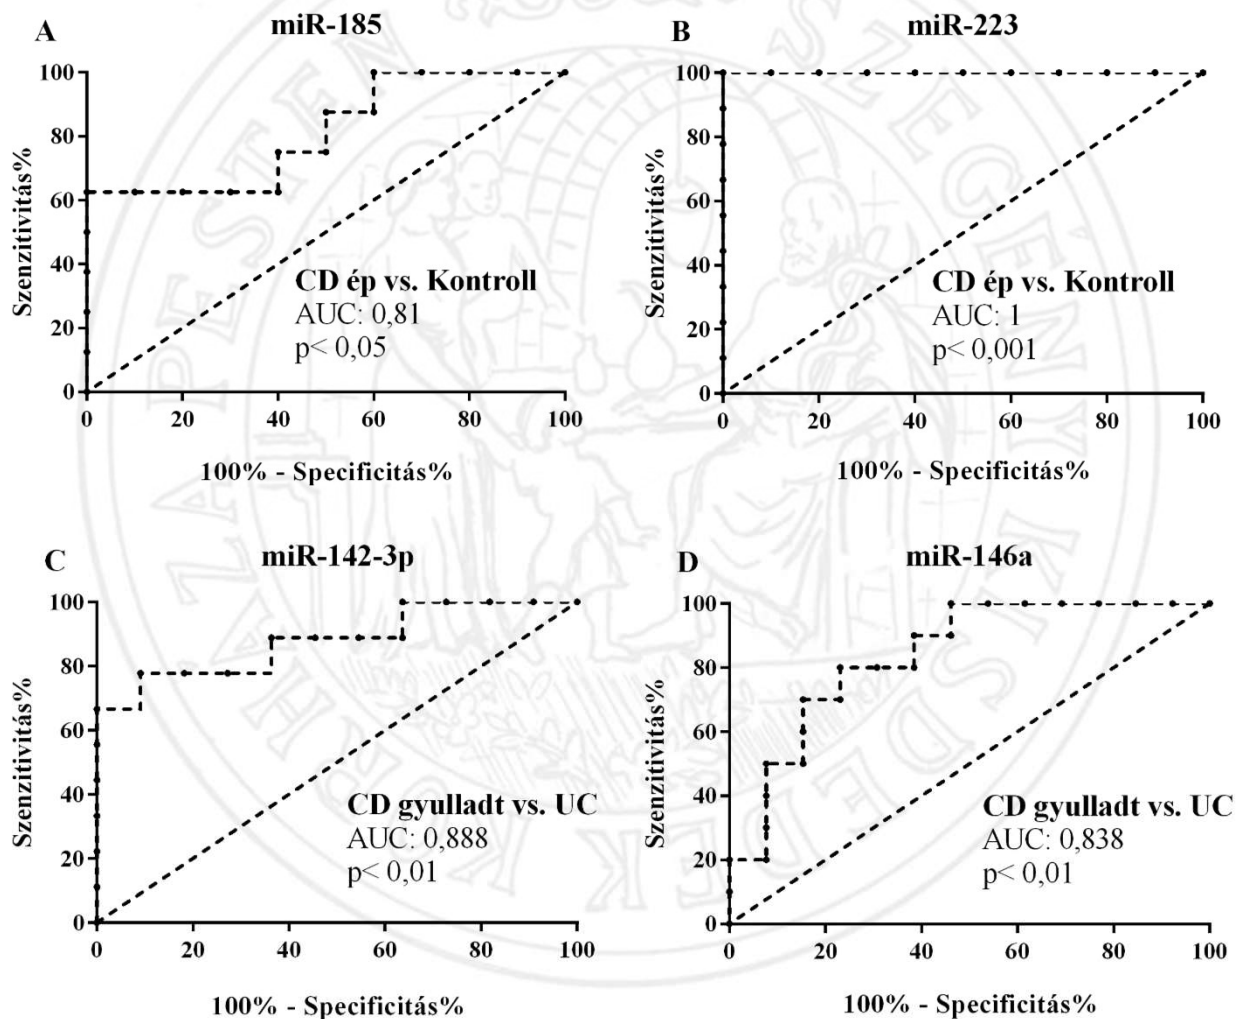 A
miR-185
Szenzitivitás%
100
80
60
40
20
0
0 20 40 60 80 100
CD ép vs. Kontroll
AUC: 0,81
p< 0,05
100% - Specificitás%
B
miR-223
Szenzitivitás%
100
80
60
40
20
0
0 20 40 60 80 100
CD ép vs. Kontroll
AUC: 1
p< 0,001
100% - Specificitás%
C
miR-142-3p
Szenzitivitás%
100
80
60
40
20
0
0 20 40 60 80 100
CD gyulladt vs. UC
AUC: 0,888
p< 0,01
100% - Specificitás%
D
miR-146a
Szenzitivitás%
100
80
60
40
20
0
0 20 40 60 80 100
CD gyulladt vs. UC
AUC: 0,838
p< 0,01
100% - Specificitás%